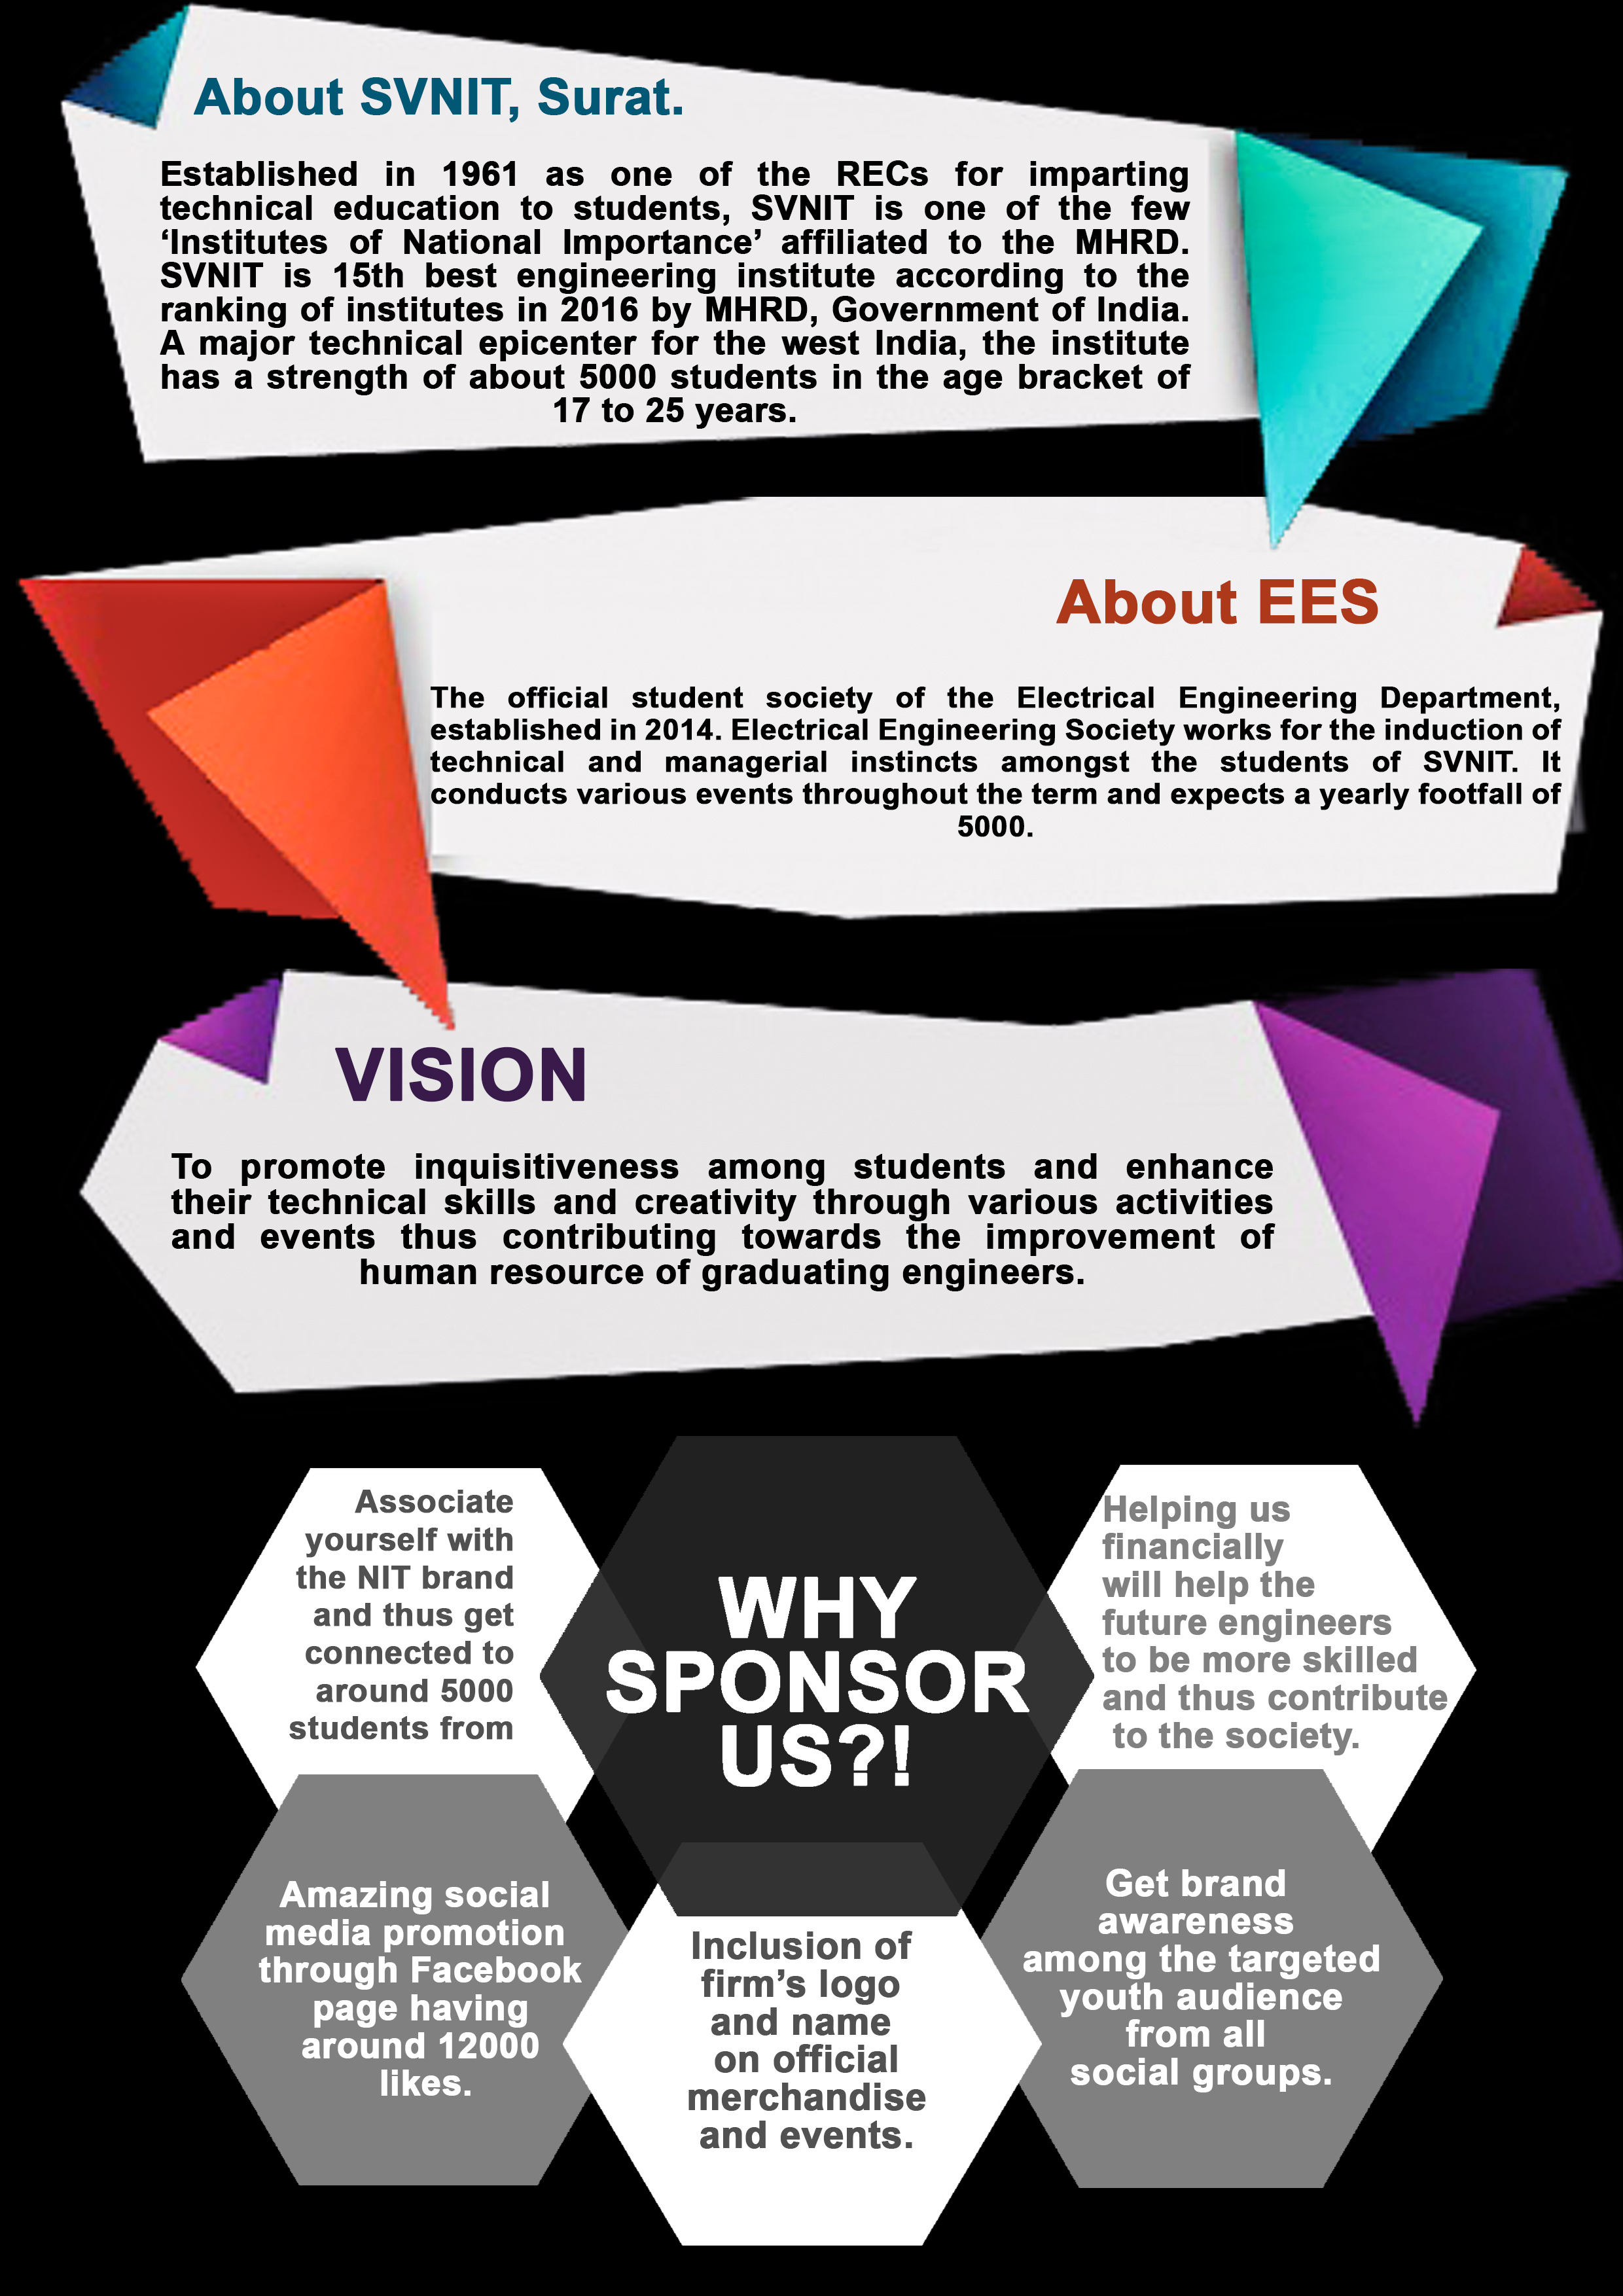 About SVNIT, Surat.
Established in 1961 as one of the RECs for imparting
technical education to students, SVNIT is one of the few
‘Institutes of National Importance’ affiliated to the MHRD.
SVNIT is 15th best engineering institute according to the
ranking of institutes in 2016 by MHRD, Government of India.
A major technical epicenter for the west India, the institute
has a strength of about 5000 students in the age bracket of
17 to 25 years.
About EES
The official student society of the Electrical Engineering Department,
established in 2014. Electrical Engineering Society works for the induction of
technical and managerial instincts amongst the students of SVNIT. It
conducts various events throughout the term and expects a yearly footfall of
5000.
VISION
To promote inquisitiveness among students and enhance
their technical skills and creativity through various activities
and events thus contributing towards the improvement of
human resource of graduating engineers.
Associate
yourself with
the NIT brand
and thus get
connected to
around 5000
students from
WHY
SPONSOR
US?!
Helping us
financially
will help the
future engineers
to be more skilled
and thus contribute
to the society.
Amazing social
media promotion
through Facebook
page having
around 12000
likes.
Inclusion of
firm’s logo
and name
on official
merchandise
and events.
Get brand
awareness
among the targeted
youth audience
from all
social groups.